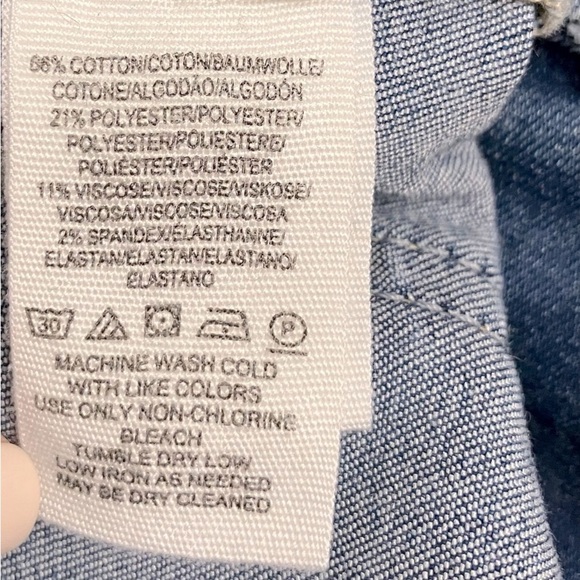 66% COTTON/COTON/BAUMWOLLE/
COTONE/ALGODÃO/ALGODÓN
21% POLYESTER/POLYESTER/
POLYESTER/POLIESTERE/
POLIÉSTER/POLIÉSTER
11% VISCOSE/VISCOSE/VISKOSE/
VISCOSA/VISCOSE/VISCOSA
2% SPANDEX/ELASTHANNE/
ELASTAN/ELASTAN/ELASTANO/
ELASTANO
30 P
MACHINE WASH COLD
WITH LIKE COLORS
USE ONLY NON-CHLORINE
BLEACH
TUMBLE DRY LOW
LOW IRON AS NEEDED
MAY BE DRY CLEANED